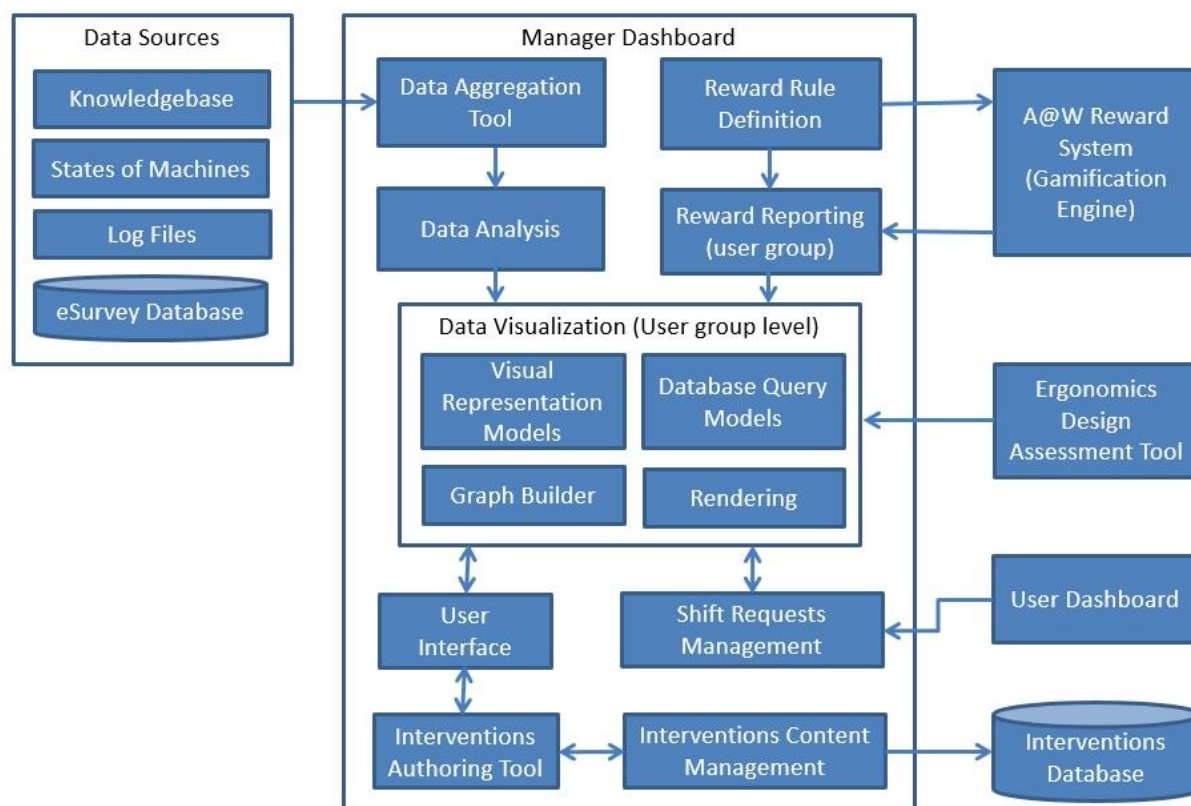 Data Sources
Knowledgebase
States of Machines
Log Files
eSurvey Database
Manager Dashboard
Data Aggregation
Tool
Reward Rule
Definition
Data Analysis
Reward Reporting
(user group)
Data Visualization (User group level)
Visual
Representation
Models
Database Query
Models
Graph Builder
Rendering
User
Interface
Shift Requests
Management
Interventions
Authoring Tool
Interventions Content
Management
A@W Reward
System
(Gamification
Engine)
Ergonomics
Design
Assessment Tool
User Dashboard
Interventions
Database